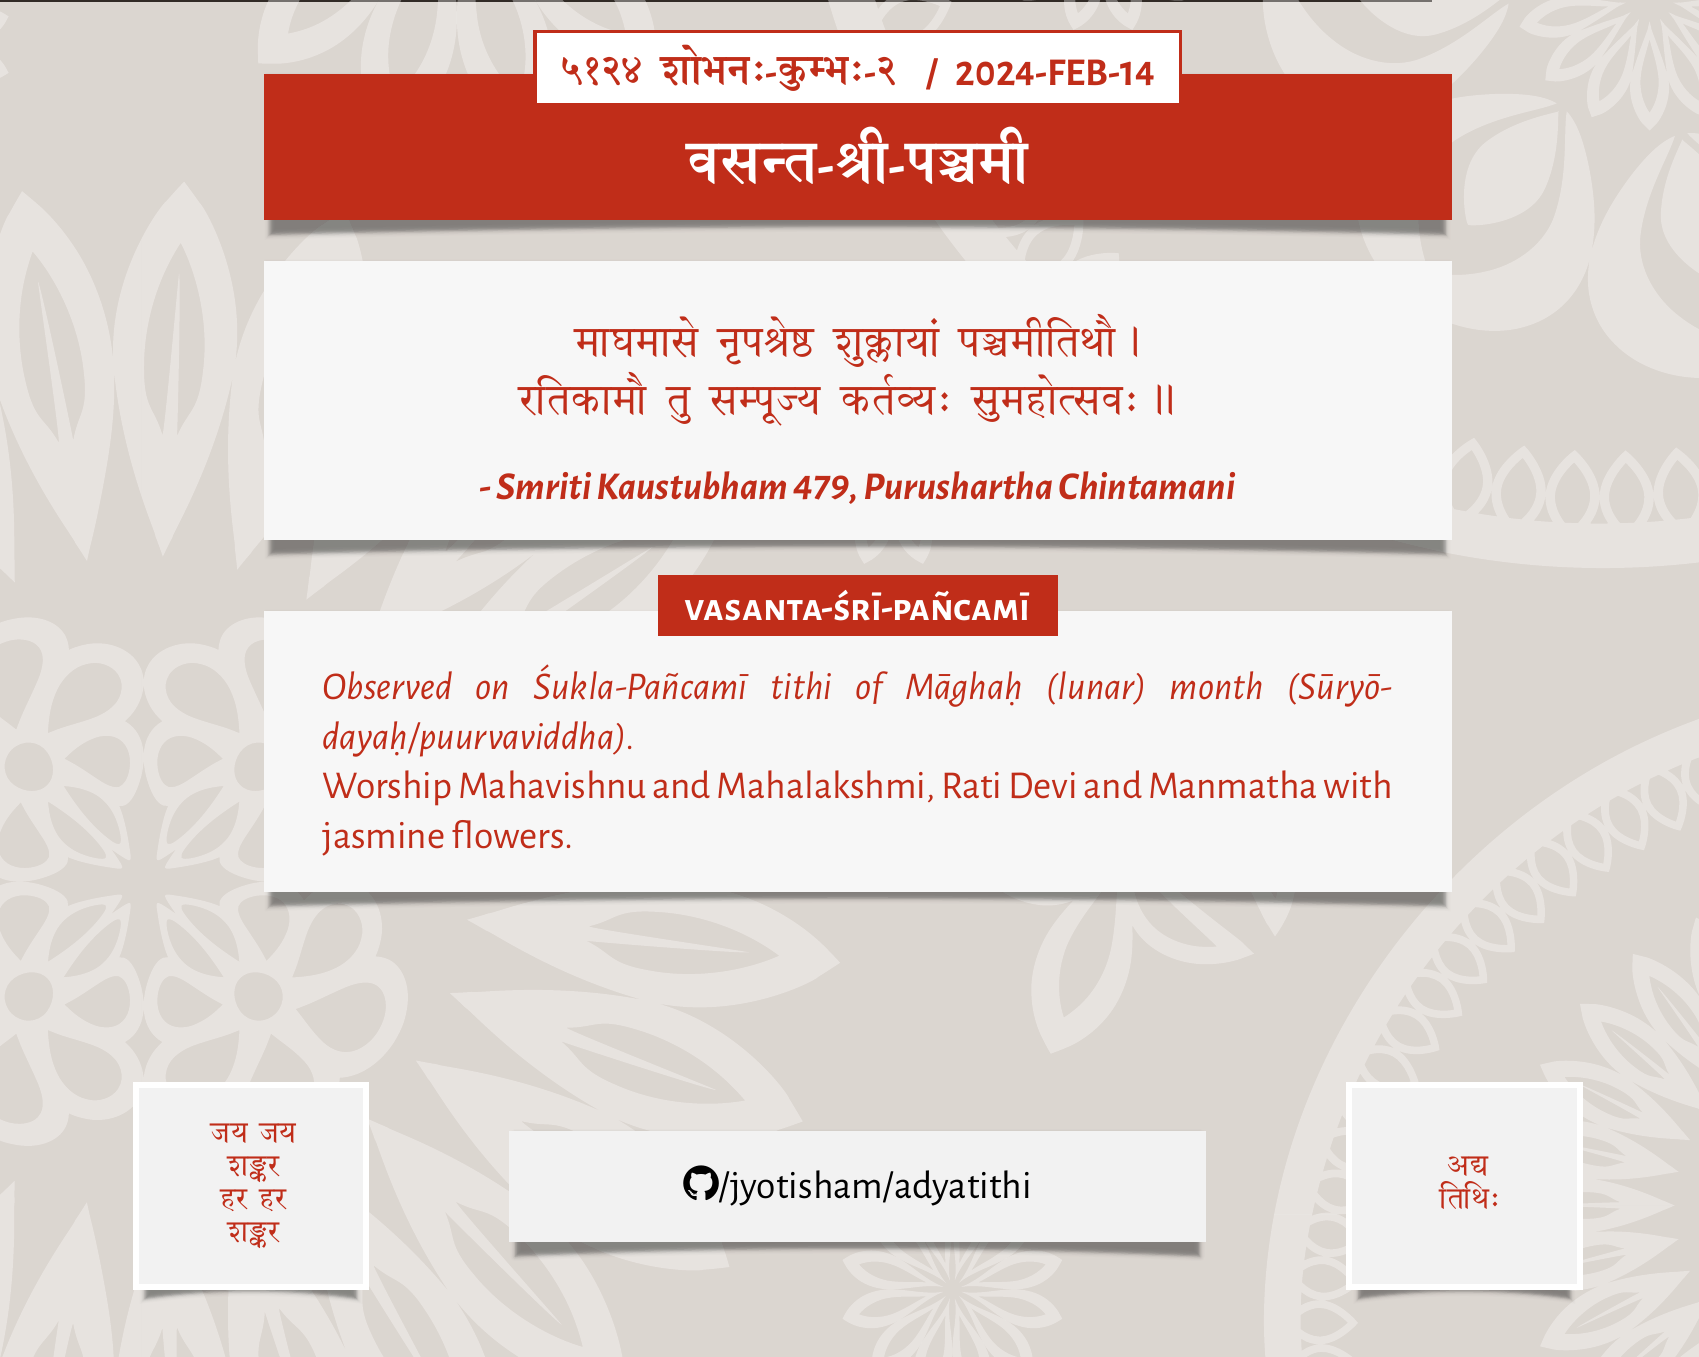 ५१२४ शोभनः-कुम्भः-२ / 2024-FEB-14
वसन्त-श्री-पञ्चमी
माघमासे नृपश्रेष्ठ शुक्लायां पञ्चमीतिथौ।
रतिकामौ तु सम्पूज्य कर्तव्यः सुमहोत्सवः॥
- Smriti Kaustubham 479, Purushartha Chintamani
VASANTA-ŚRĪ-PAÑCAMĪ
Observed on Śukla-Pañcamī tithi of Māghaḥ (lunar) month (Sūryō-
dayaḥ/puurvaviddha).
Worship Mahavishnu and Mahalakshmi, Rati Devi and Manmatha with
jasmine flowers.
जय जय
शङ्कर
हर हर
शङ्कर
/jyotisham/adyatithi
अद्य
तिथिः